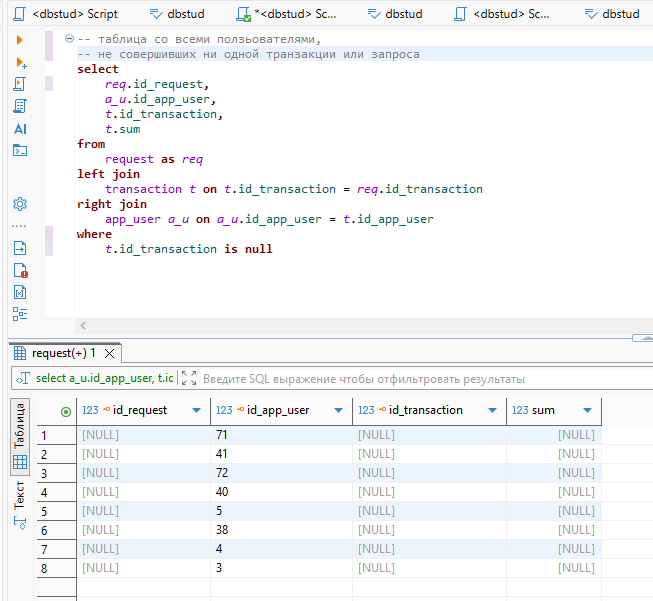 <dbstud> Script
dbstud
*<dbstud> Sc...
dbstud
<dbstud> Sc...
dbstud
-- таблица со всеми ползьователями,
-- не совершивших ни одной транзакции или запроса
select
req.id_request,
a_u.id_app_user,
t.id_transaction,
t.sum
from
request as req
left join
transaction t on t.id_transaction = req.id_transaction
right join
app_user a_u on a_u.id_app_user = t.id_app_user
where
t.id_transaction is null
AI
request(+) 1
select a_u.id_app_user, t.ic
Введите SQL выражение чтобы отфильтровать результаты
Таблица
Текст
123 id_request 123 id_app_user 123 id_transaction 123 sum
1 [NULL] 71 [NULL] [NULL]
2 [NULL] 41 [NULL] [NULL]
3 [NULL] 72 [NULL] [NULL]
4 [NULL] 40 [NULL] [NULL]
5 [NULL] 5 [NULL] [NULL]
6 [NULL] 38 [NULL] [NULL]
7 [NULL] 4 [NULL] [NULL]
8 [NULL] 3 [NULL] [NULL]